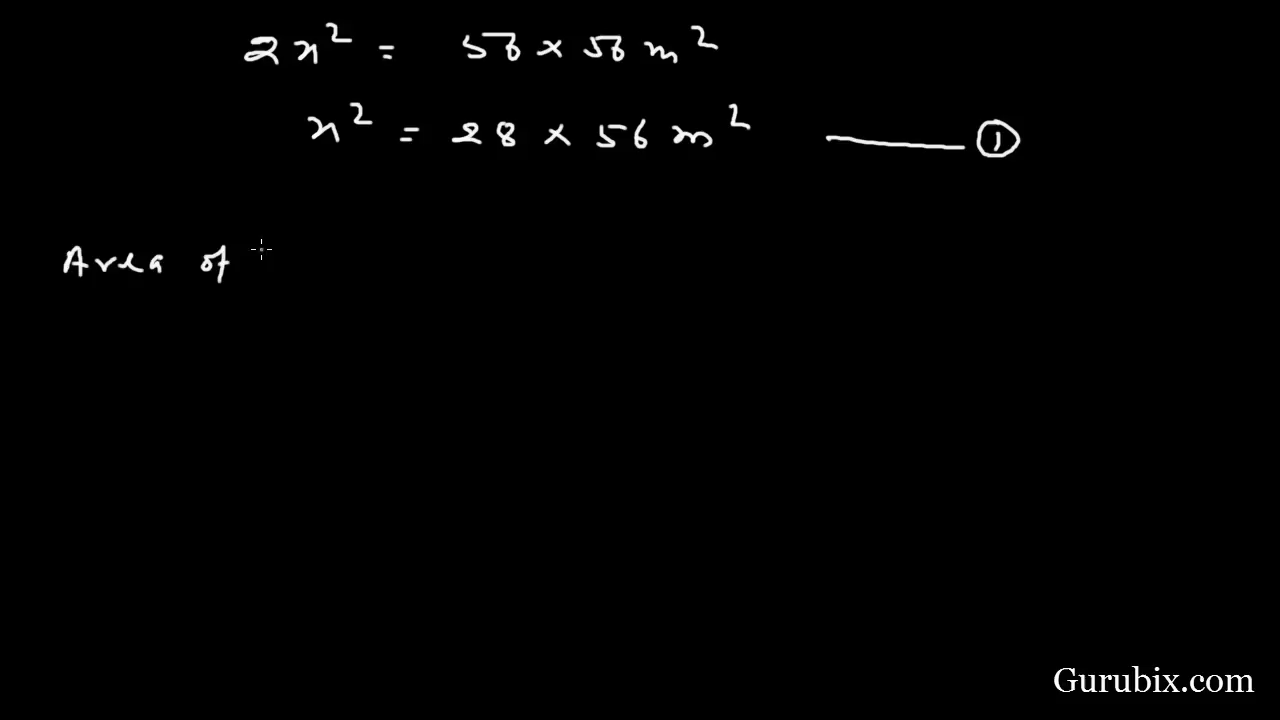 2x² = 56 × 56 m²
x² = 28 × 56 m² ——— ①
Area of
Gurubix.com